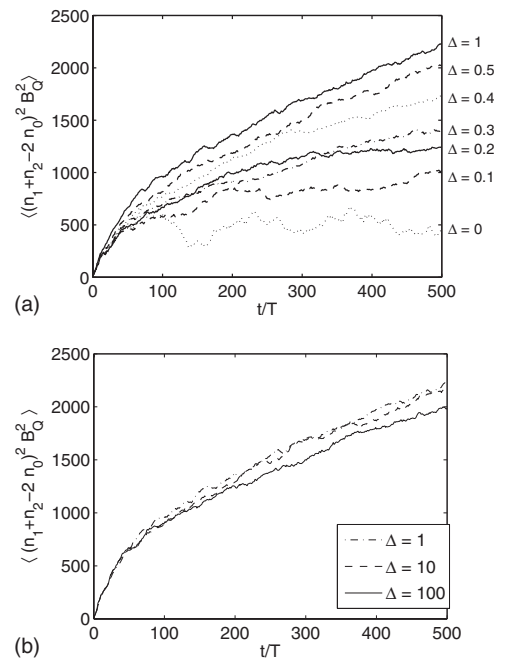 2500
2000
1500
1000
500
0
⟨(n₁+n₂−2 n₀)² B²_Q⟩
Δ = 1
Δ = 0.5
Δ = 0.4
Δ = 0.3
Δ = 0.2
Δ = 0.1
Δ = 0
0 100 200 300 400 500
t/T
(a)
2500
2000
1500
1000
500
0
⟨ (n₁+n₂−2 n₀)² B²_Q ⟩
Δ = 1
Δ = 10
Δ = 100
0 100 200 300 400 500
t/T
(b)